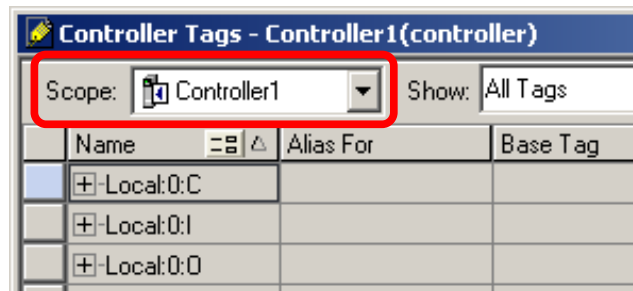 Controller Tags - Controller1(controller)
Scope: Controller1 Show: All Tags
Name Alias For Base Tag
Local:0:C
Local:0:I
Local:0:O